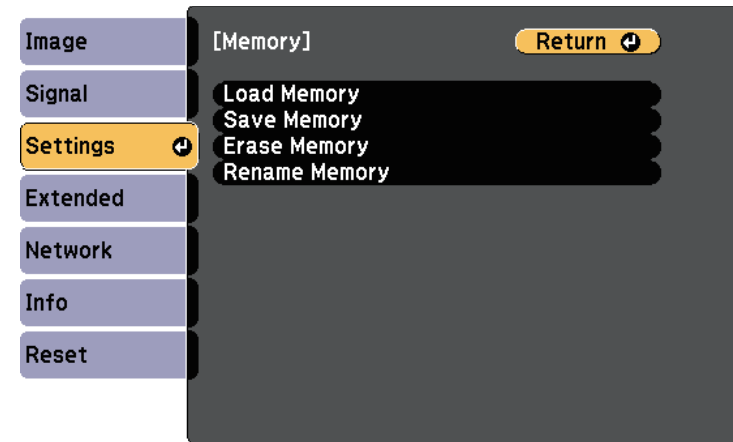 Image
Signal
Settings
Extended
Network
Info
Reset
[Memory]
Return
Load Memory
Save Memory
Erase Memory
Rename Memory